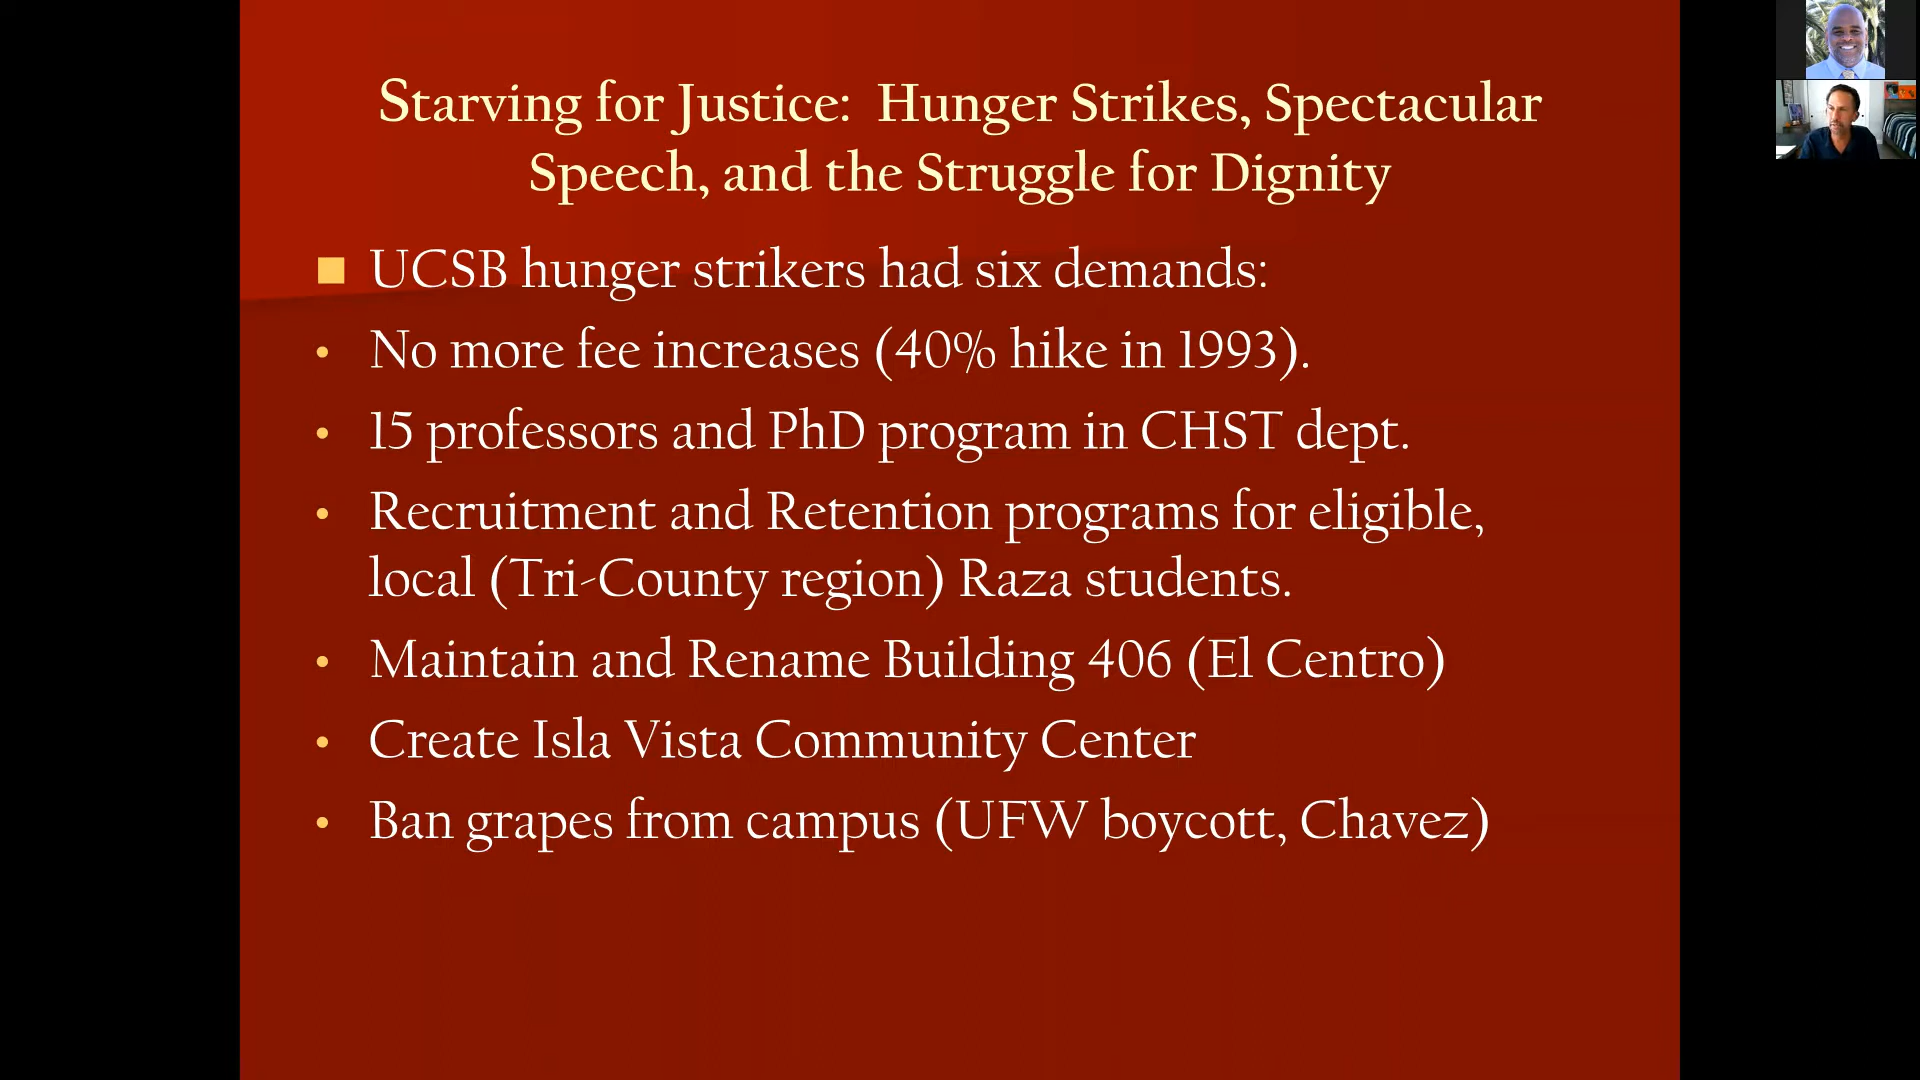 Starving for Justice:  Hunger Strikes, Spectacular
Speech, and the Struggle for Dignity
UCSB hunger strikers had six demands:
No more fee increases (40% hike in 1993).
15 professors and PhD program in CHST dept.
Recruitment and Retention programs for eligible,
local (Tri-County region) Raza students.
Maintain and Rename Building 406 (El Centro)
Create Isla Vista Community Center
Ban grapes from campus (UFW boycott, Chavez)